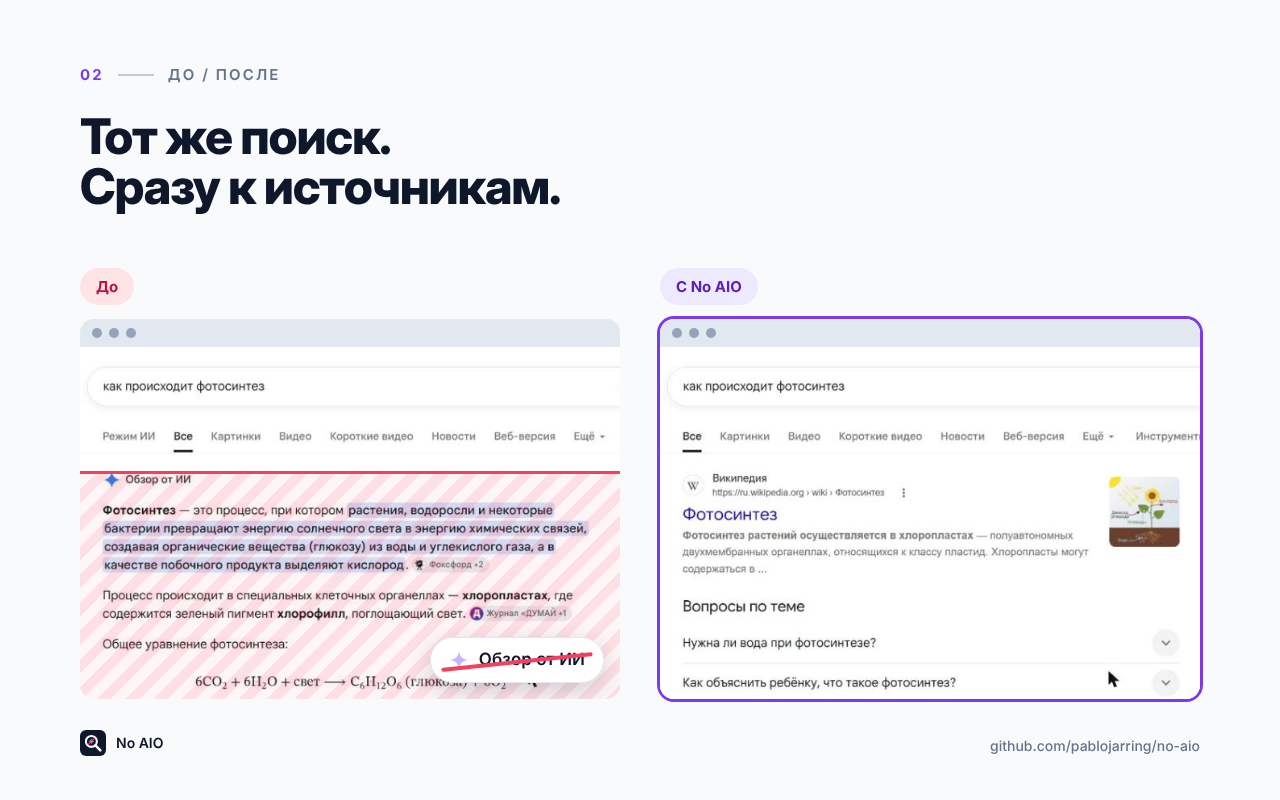 02 ДО / ПОСЛЕ
Тот же поиск.
Сразу к источникам.
До
как происходит фотосинтез
Режим ИИ Все Картинки Видео Короткие видео Новости Веб-версия Ещё
Обзор от ИИ
Фотосинтез — это процесс, при котором растения, водоросли и некоторые
бактерии превращают энергию солнечного света в энергию химических связей,
создавая органические вещества (глюкозу) из воды и углекислого газа, а в
качестве побочного продукта выделяют кислород. Фоксфорд +2
Процесс происходит в специальных клеточных органеллах — хлоропластах, где
содержится зеленый пигмент хлорофилл, поглощающий свет. Журнал «ДУМАЙ +1
Общее уравнение фотосинтеза:
6CO₂ + 6H₂O + свет ⟶ C₆H₁₂O₆ (глюкоза) + 6O₂
Обзор от ИИ
С No AIO
как происходит фотосинтез
Все Картинки Видео Короткие видео Новости Веб-версия Ещё Инструмент
W
Википедия
https://ru.wikipedia.org › wiki › Фотосинтез
Фотосинтез
Фотосинтез растений осуществляется в хлоропластах — полуавтономных
двухмембранных органеллах, относящихся к классу пластид. Хлоропласты могут
содержаться в ...
Вопросы по теме
Нужна ли вода при фотосинтезе?
Как объяснить ребёнку, что такое фотосинтез?
No AIO
github.com/pablojarring/no-aio